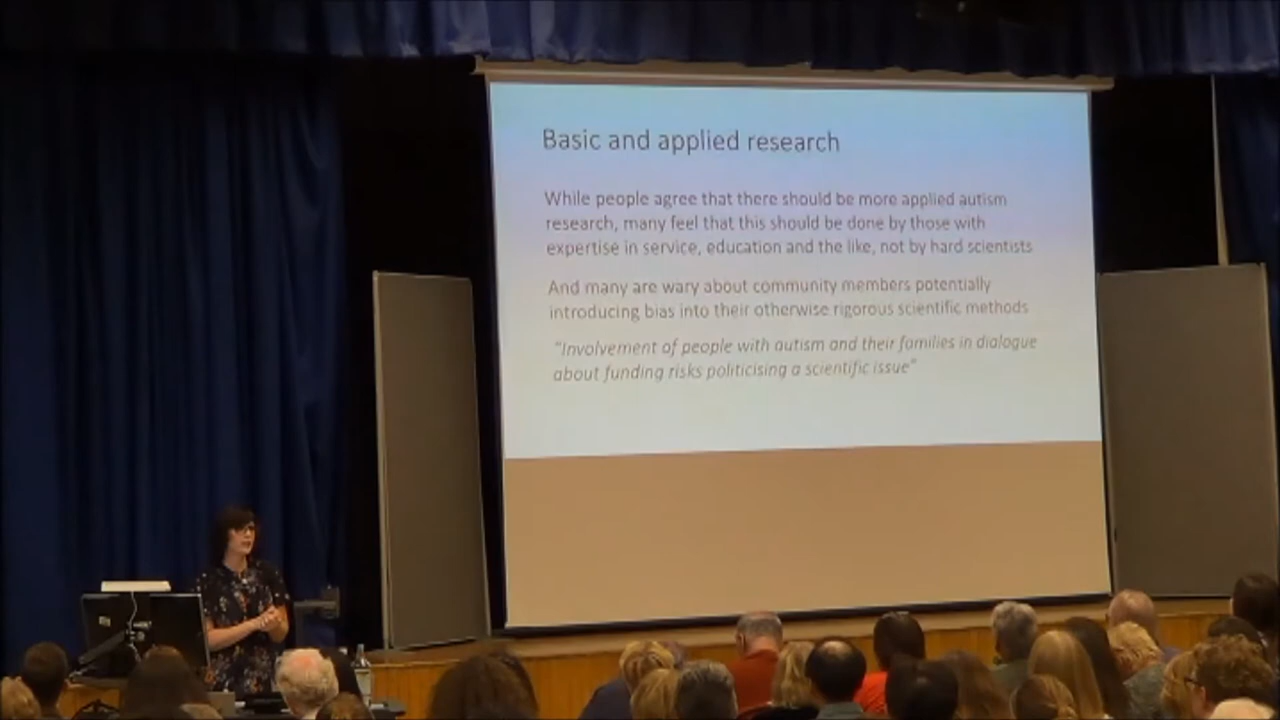 Basic and applied research
While people agree that there should be more applied autism
research, many feel that this should be done by those with
expertise in service, education and the like, not by hard scientists
And many are wary about community members potentially
introducing bias into their otherwise rigorous scientific methods
"Involvement of people with autism and their families in dialogue
about funding risks politicising a scientific issue"